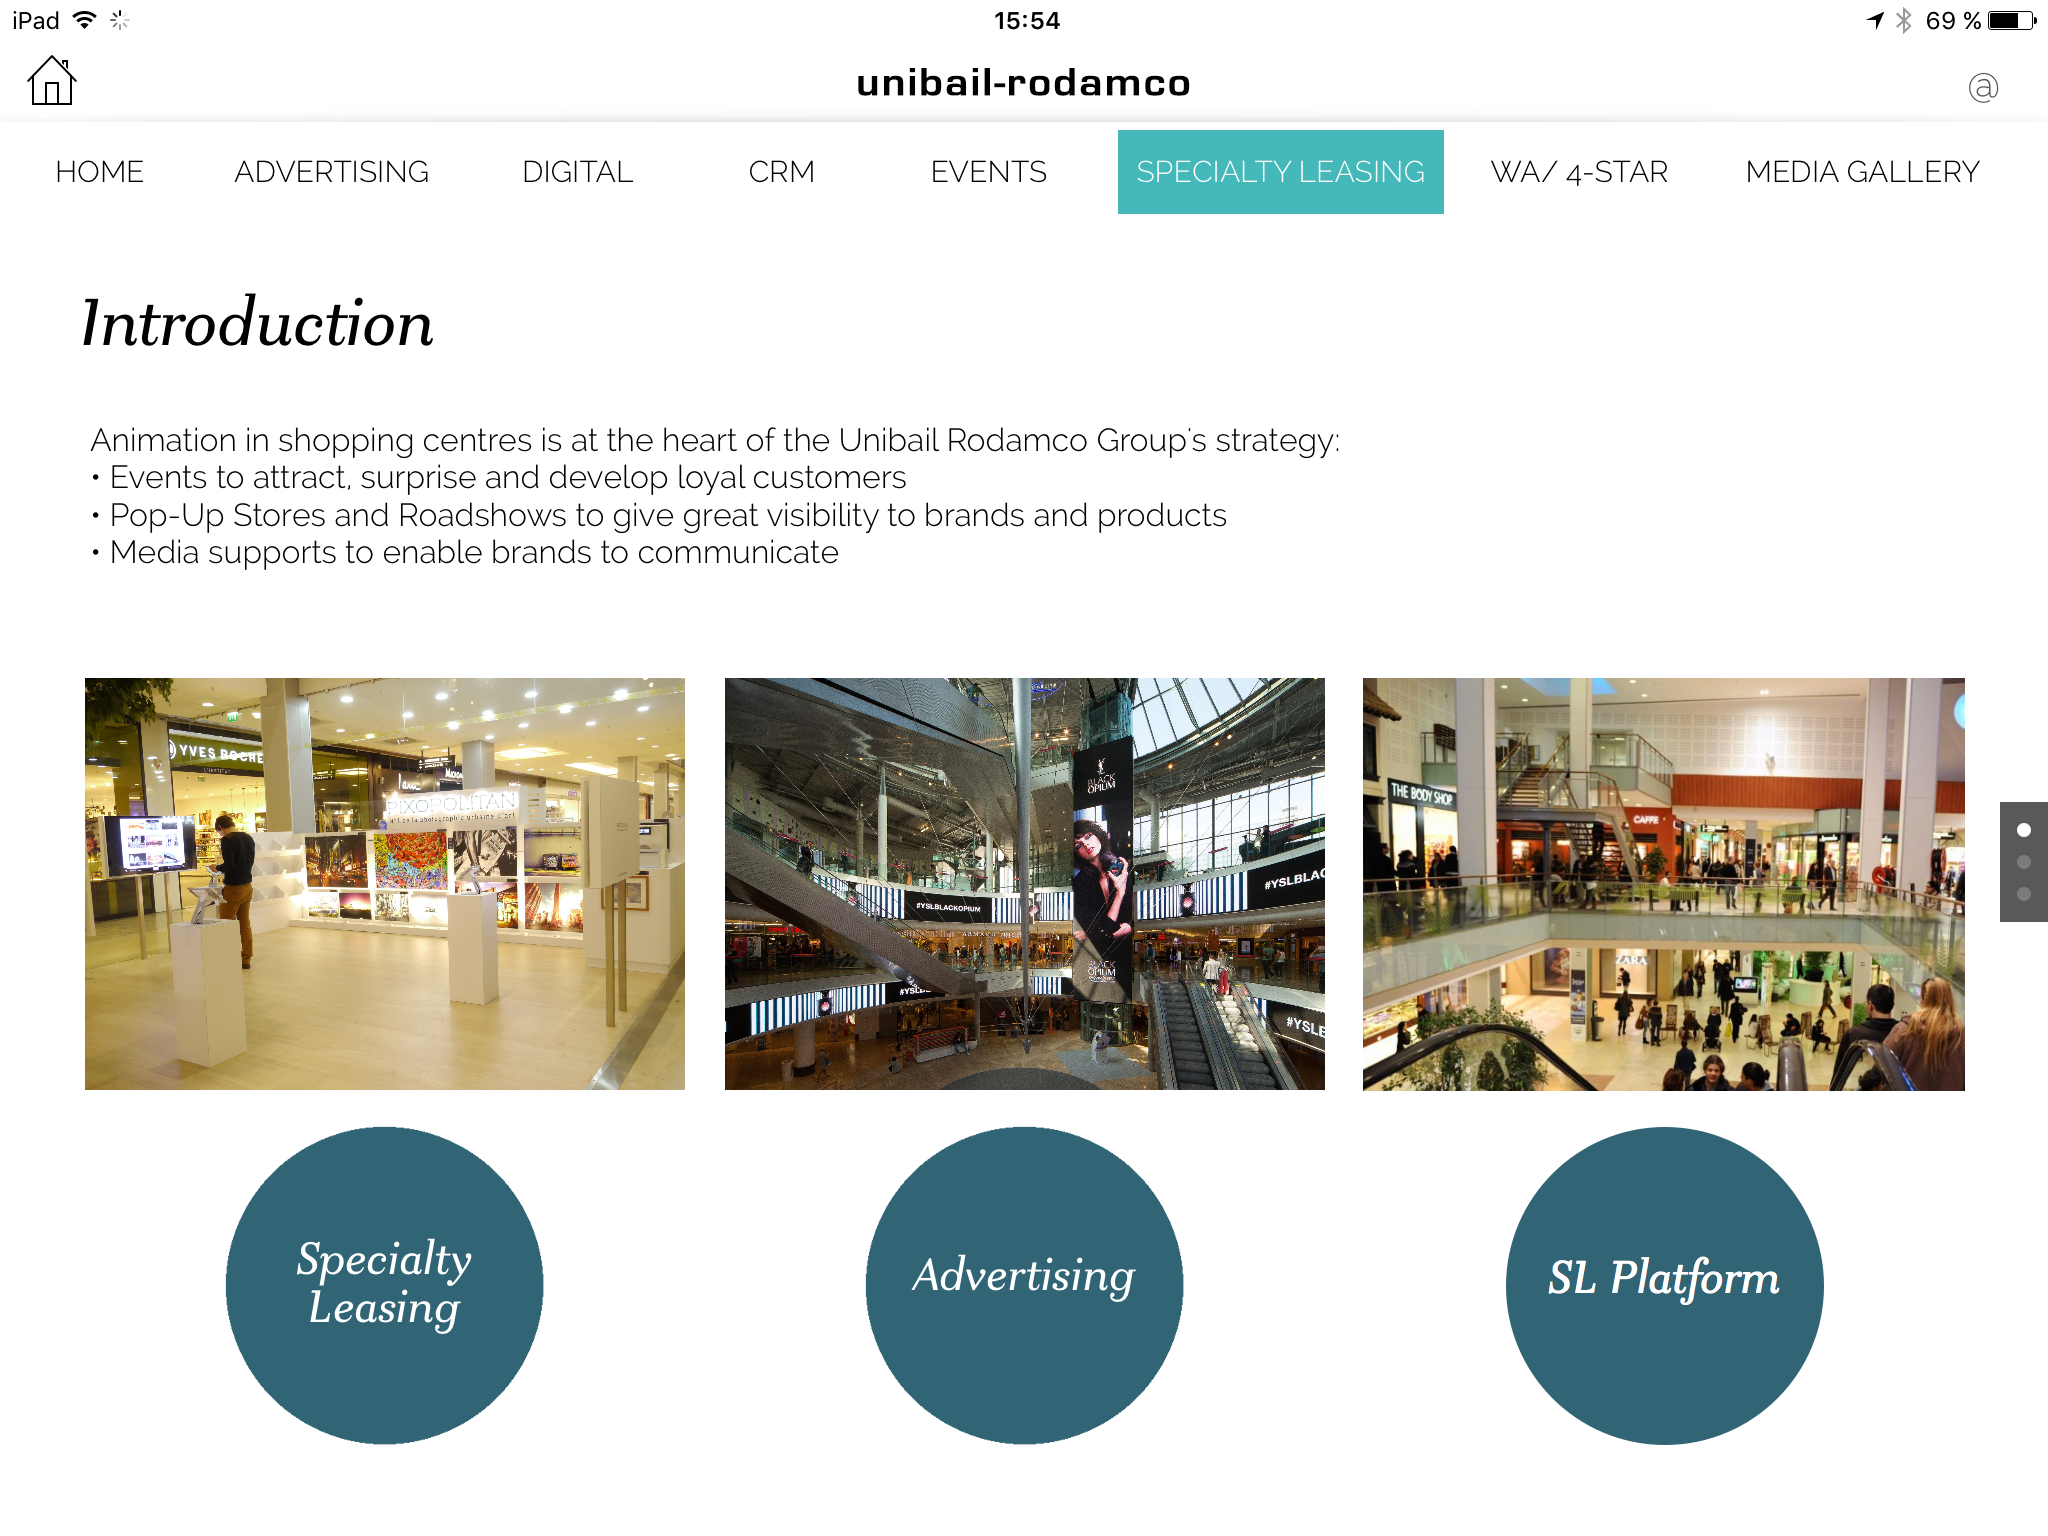 iPad
15:54
69 %
unibail-rodamco
@
HOME
ADVERTISING
DIGITAL
CRM
EVENTS
SPECIALTY LEASING
WA/ 4-STAR
MEDIA GALLERY
Introduction
Animation in shopping centres is at the heart of the Unibail Rodamco Group's strategy:
• Events to attract, surprise and develop loyal customers
• Pop-Up Stores and Roadshows to give great visibility to brands and products
• Media supports to enable brands to communicate
YVES ROCHE
PIXOPOLITAN
BLACK
OPIUM
#YSLBLACKOPIUM
#YSLBLAC
BLACK
OPIUM
#YSLB
#YSLB
THE BODY SHOP
CAFFE
ZARA
Specialty
Leasing
Advertising
SL Platform